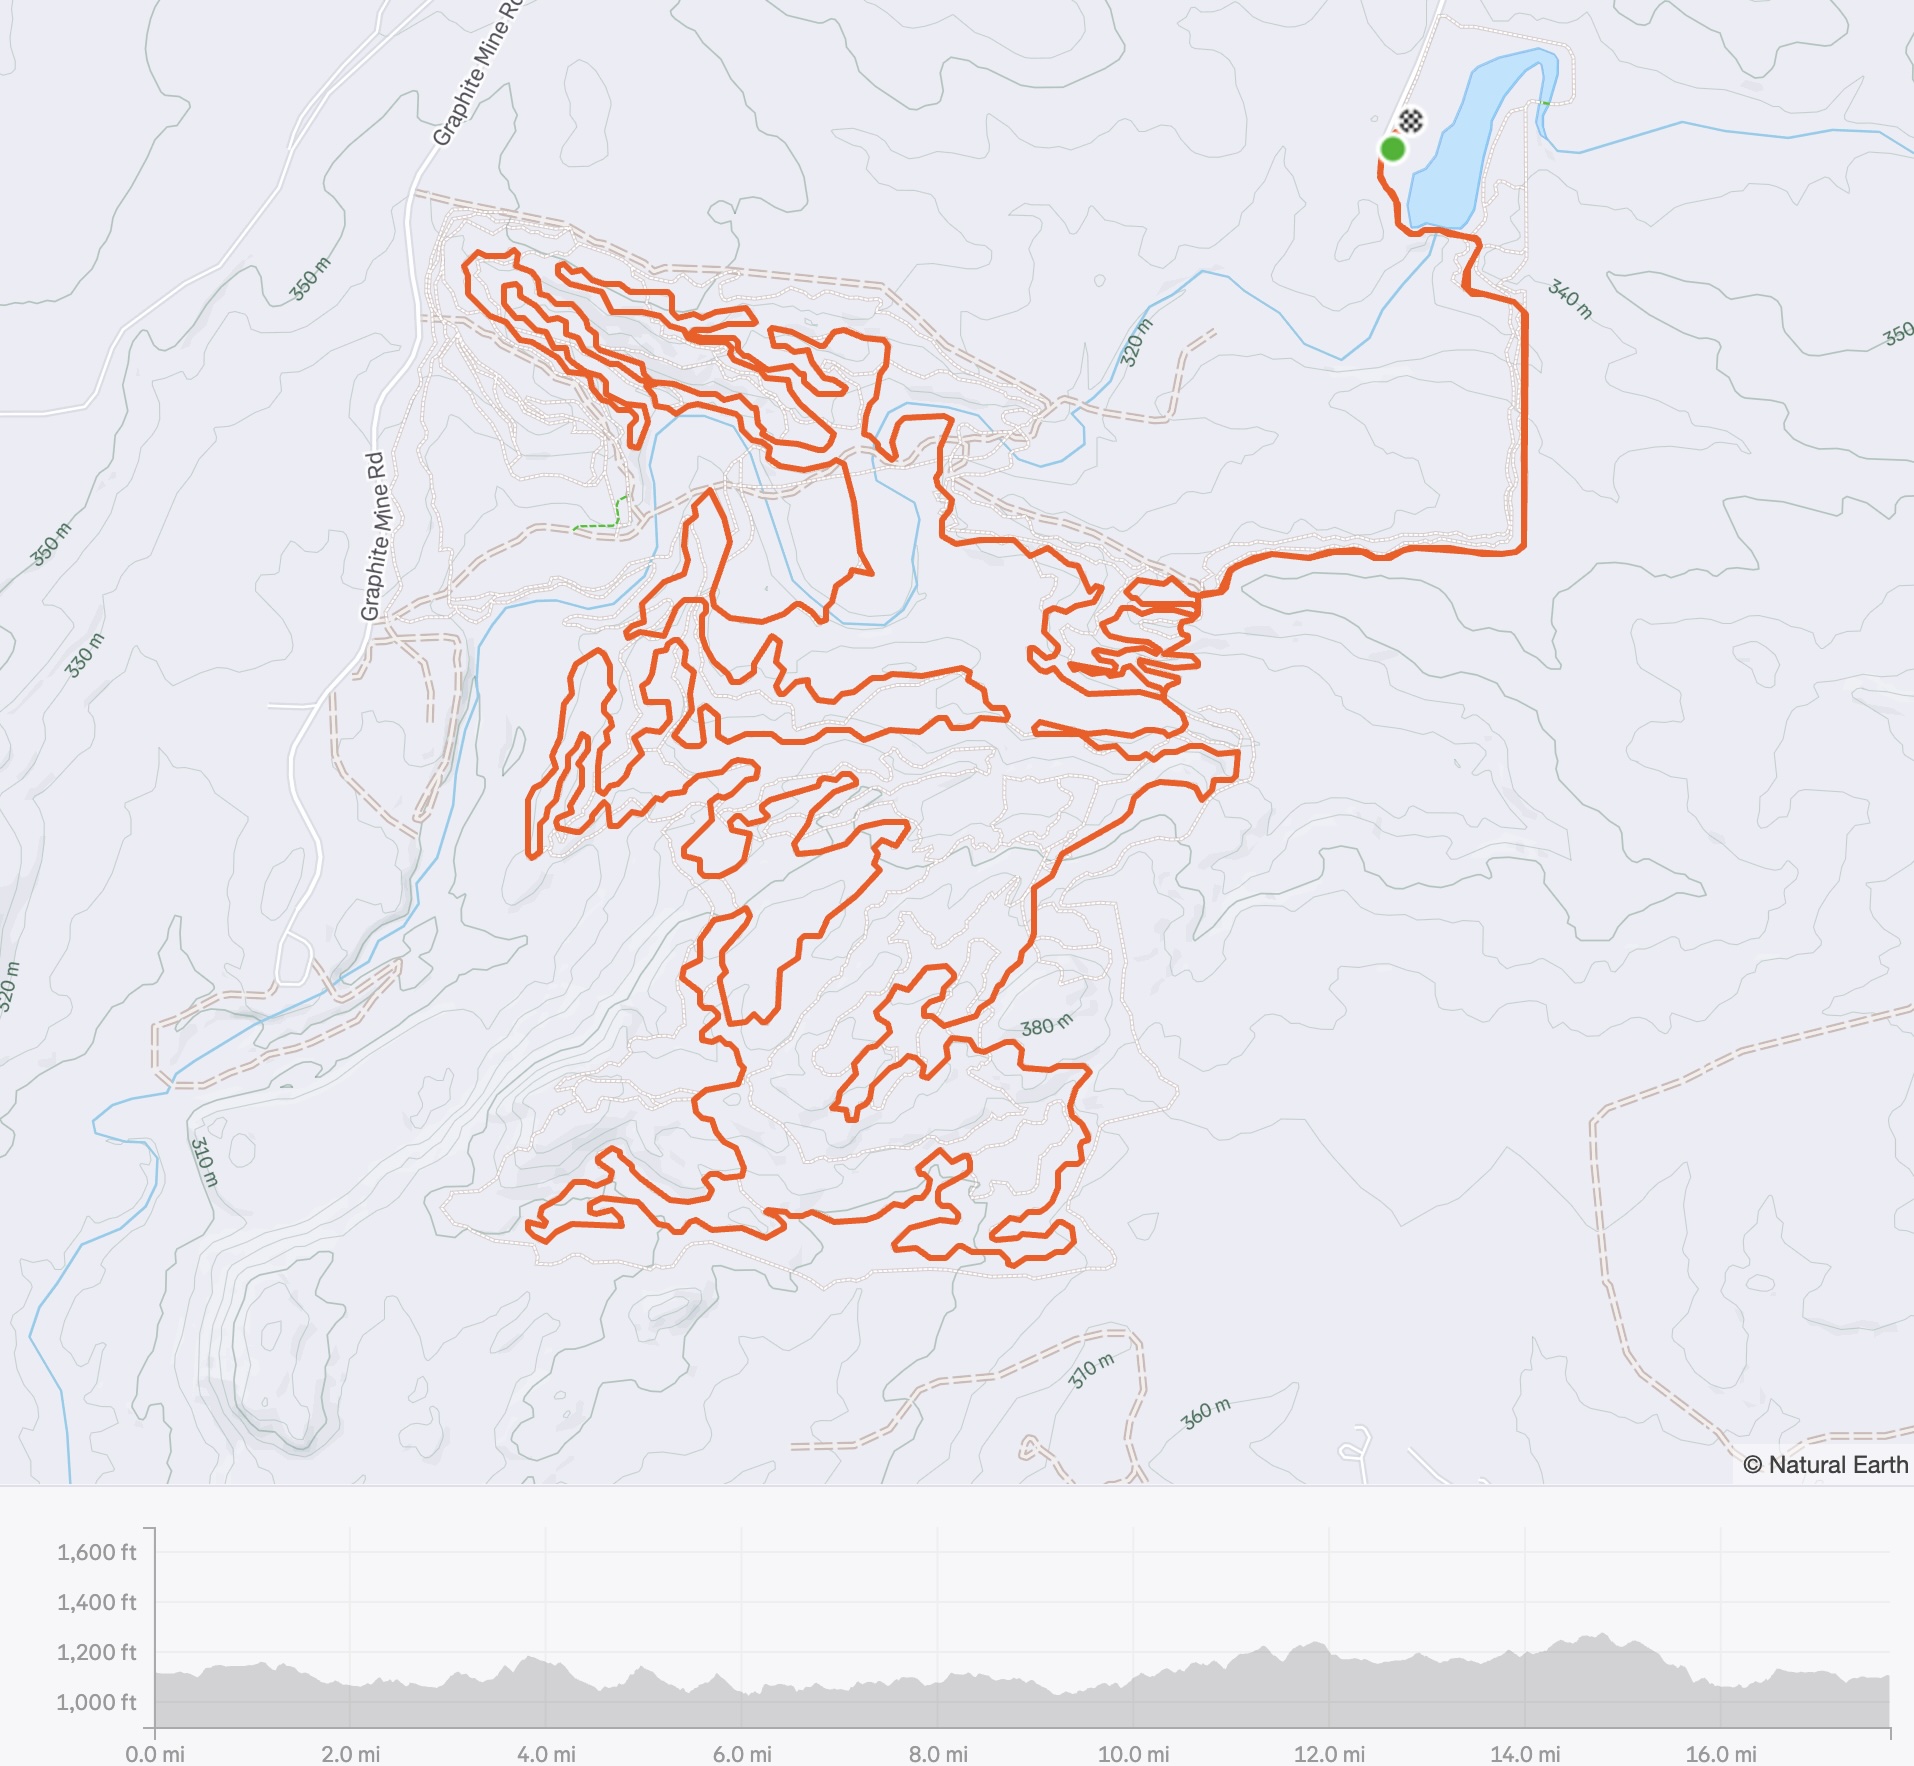 Graphite Mine Rd
350 m
340 m
350
320 m
Graphite Mine Rd
350 m
330 m
320 m
380 m
310 m
370 m
360 m
© Natural Earth
1,600 ft
1,400 ft
1,200 ft
1,000 ft
0.0 mi 2.0 mi 4.0 mi 6.0 mi 8.0 mi 10.0 mi 12.0 mi 14.0 mi 16.0 mi